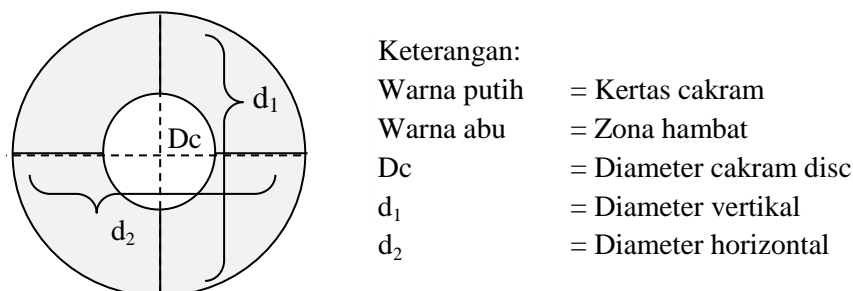 d₁
Dc
d₂
Keterangan:
Warna putih = Kertas cakram
Warna abu = Zona hambat
Dc = Diameter cakram disc
d₁ = Diameter vertikal
d₂ = Diameter horizontal